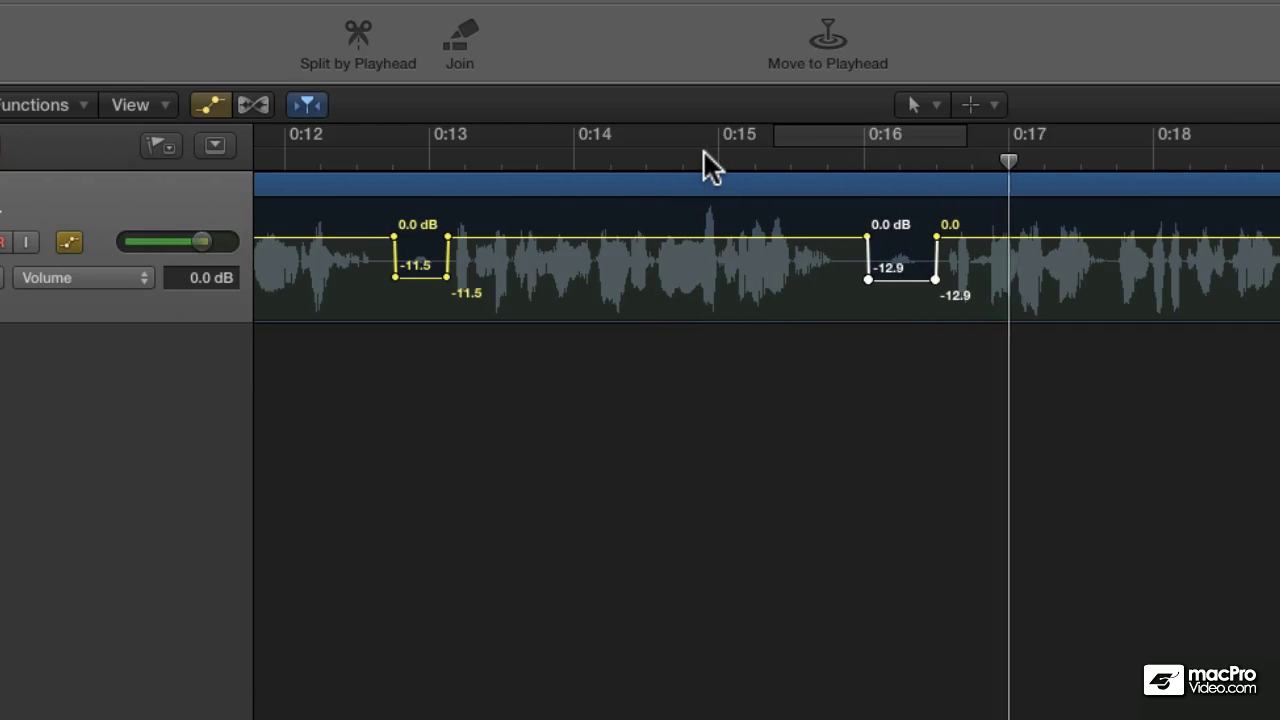 Split by Playhead
Join
Move to Playhead
unctions
View
0:12
0:13
0:14
0:15
0:16
0:17
0:18
R
I
Volume
0.0 dB
0.0 dB
-11.5
-11.5
0.0 dB
0.0
-12.9
-12.9
macPro
Video.com